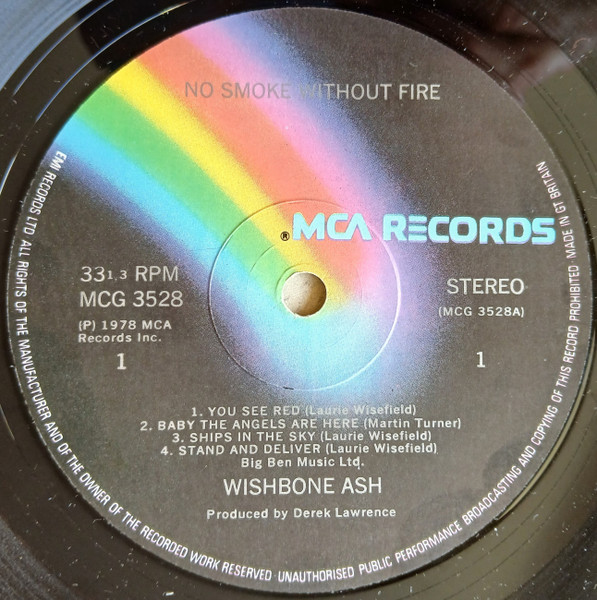 NO SMOKE WITHOUT FIRE
® MCA RECORDS
331,3 RPM
MCG 3528
(P) 1978 MCA
Records Inc.
1
STEREO
(MCG 3528A)
1
1. YOU SEE RED (Laurie Wisefield)
2. BABY THE ANGELS ARE HERE (Martin Turner)
3. SHIPS IN THE SKY (Laurie Wisefield)
4. STAND AND DELIVER (Laurie Wisefield)
Big Ben Music Ltd.
WISHBONE ASH
Produced by Derek Lawrence
EMI RECORDS LTD ALL RIGHTS OF THE MANUFACTURER AND OF THE OWNER OF THE RECORDED WORK RESERVED · UNAUTHORISED PUBLIC PERFORMANCE BROADCASTING AND COPYING OF THIS RECORD PROHIBITED · MADE IN GT BRITAIN